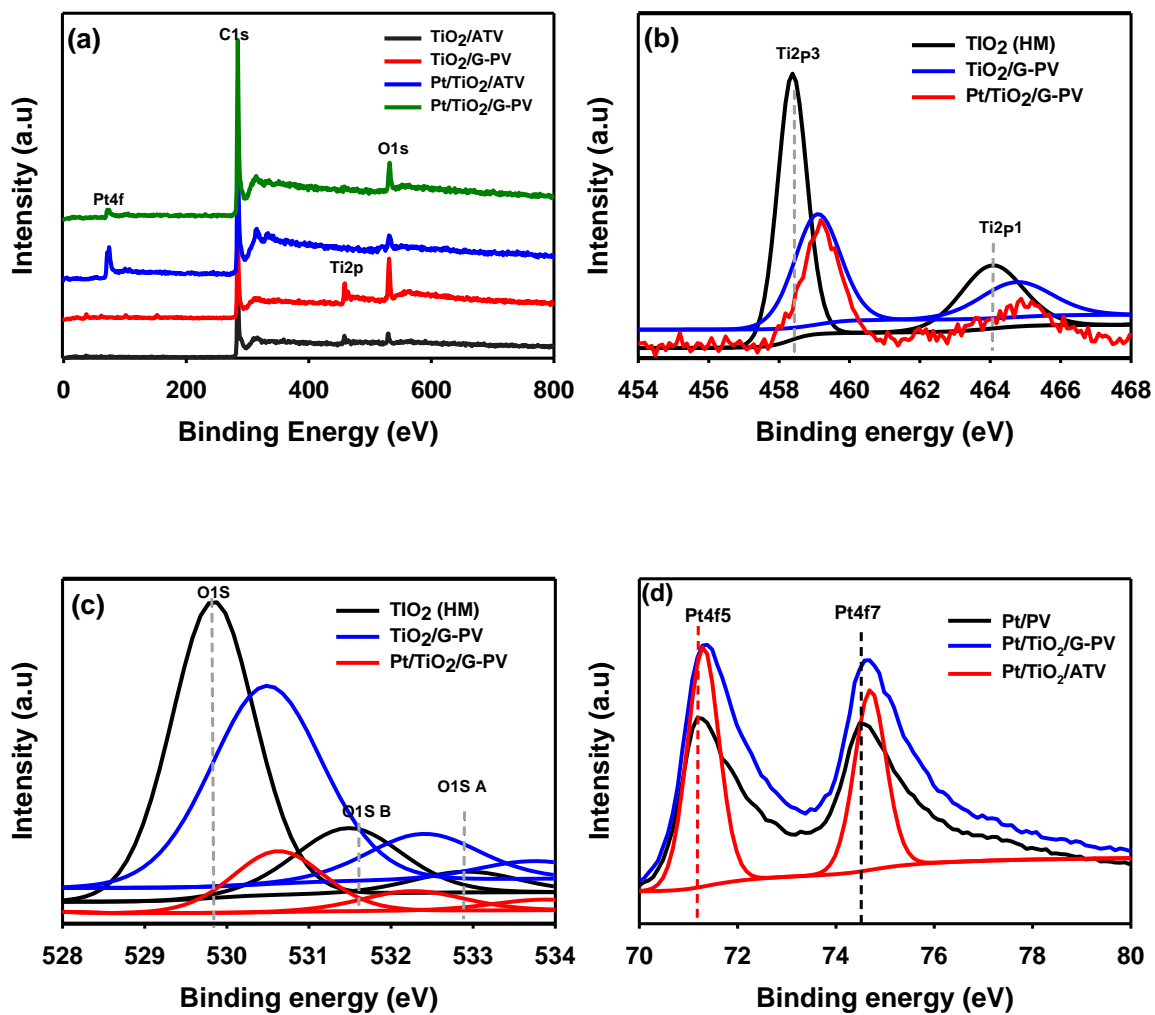 (a)
C1s
TiO2/ATV
TiO2/G-PV
Pt/TiO2/ATV
Pt/TiO2/G-PV
O1s
Pt4f
Ti2p
Intensity (a.u)
0 200 400 600 800
Binding Energy (eV)
(b)
Ti2p3
TIO2 (HM)
TiO2/G-PV
Pt/TiO2/G-PV
Ti2p1
Intensity (a.u)
454 456 458 460 462 464 466 468
Binding energy (eV)
(c)
O1S
TIO2 (HM)
TiO2/G-PV
Pt/TiO2/G-PV
O1S A
O1S B
Intensity (a.u)
528 529 530 531 532 533 534
Binding energy (eV)
(d)
Pt4f5
Pt4f7
Pt/PV
Pt/TiO2/G-PV
Pt/TiO2/ATV
Intensity (a.u)
70 72 74 76 78 80
Binding energy (eV)